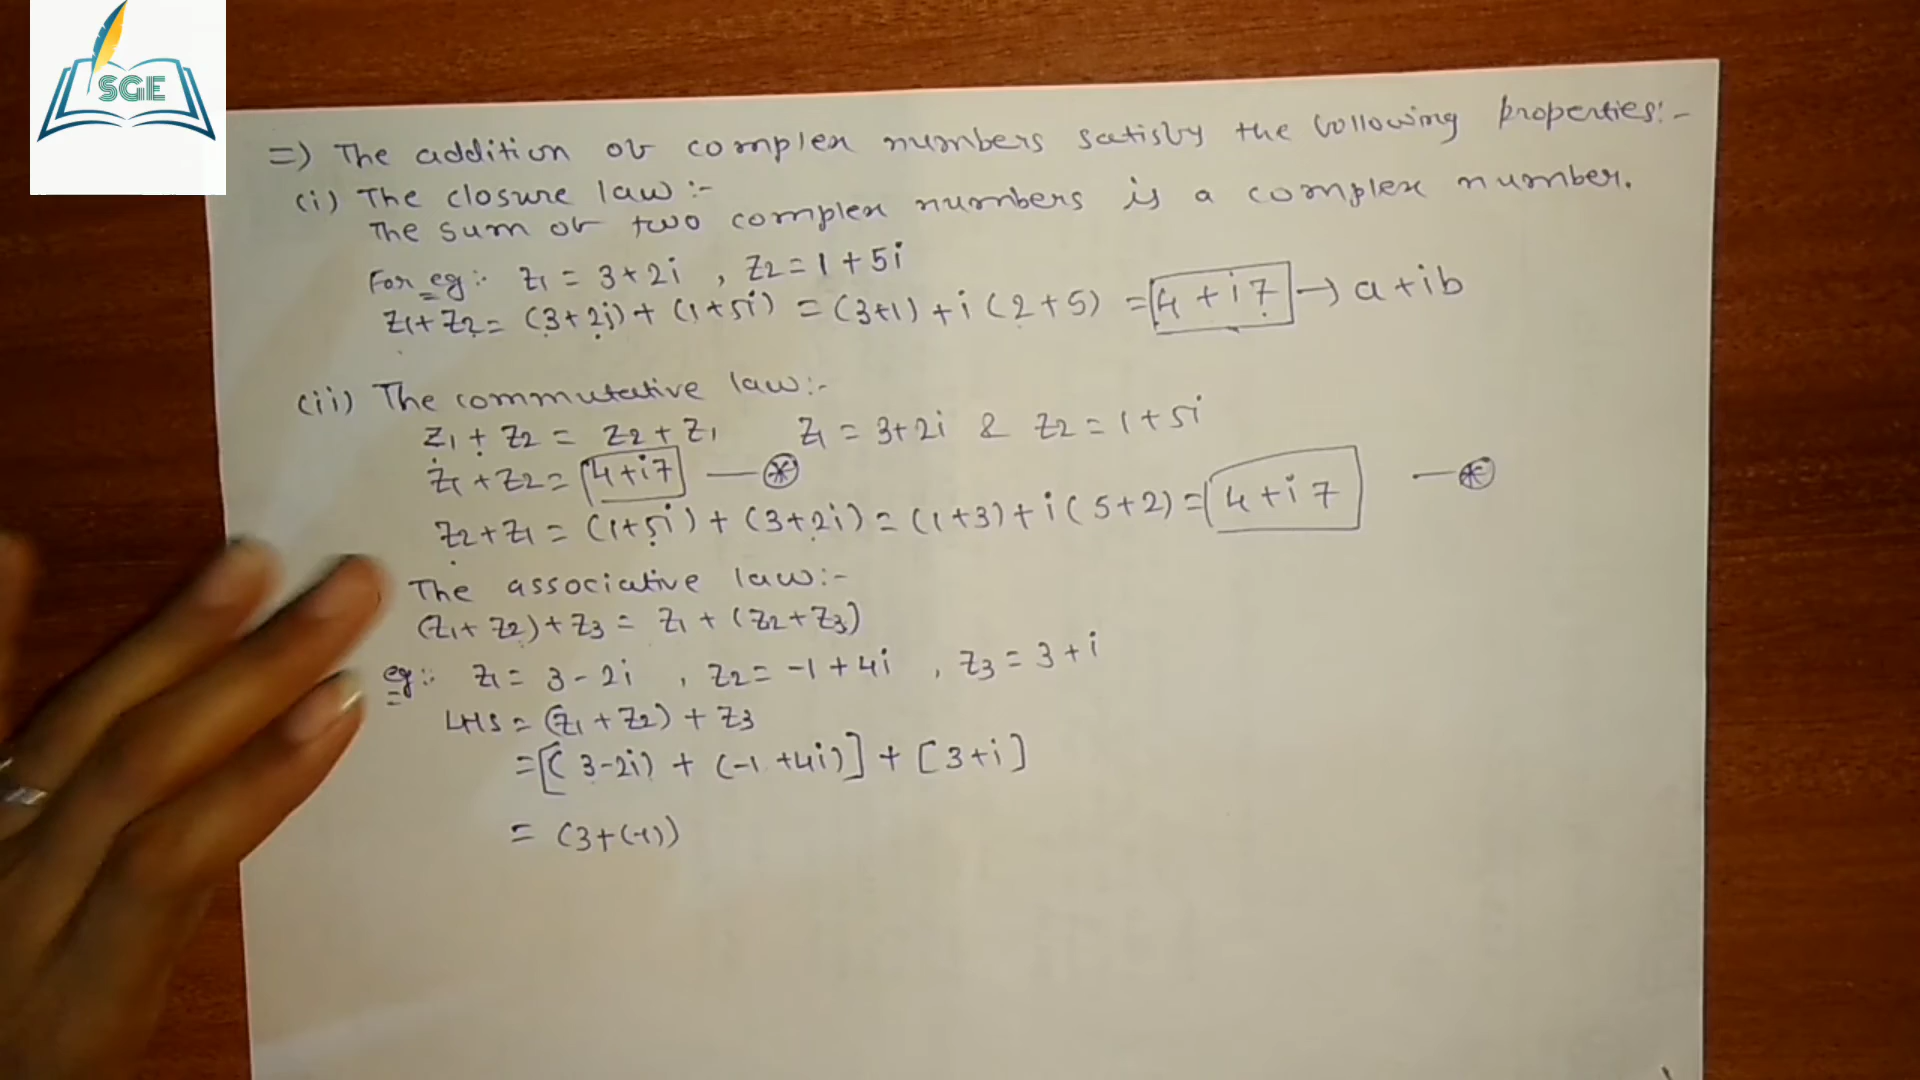 SGE
=) The addition of complex numbers satisfy the following properties:-
(i) The closure law :-
The sum of two complex numbers is a complex number.
For eg:- z1 = 3+2i , z2 = 1+5i
z1+z2 = (3+2i)+(1+5i) = (3+1)+i(2+5) = 4+i7 → a+ib
(ii) The commutative law:-
z1+z2 = z2+z1 z1 = 3+2i & z2 = 1+5i
z1+z2 = 4+i7 — ⊛
z2+z1 = (1+5i)+(3+2i) = (1+3)+i(5+2) = 4+i7 — ⊛
The associative law:-
(z1+z2)+z3 = z1+(z2+z3)
eg:- z1 = 3-2i , z2 = -1+4i , z3 = 3+i
LHS = (z1+z2)+z3
= [(3-2i)+(-1+4i)]+[3+i]
= (3+(-1))